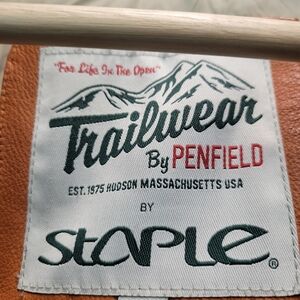 "For Life In The Open"
Trailwear
By PENFIELD
EST. 1975 HUDSON MASSACHUSETTS USA
BY
STAPLE®